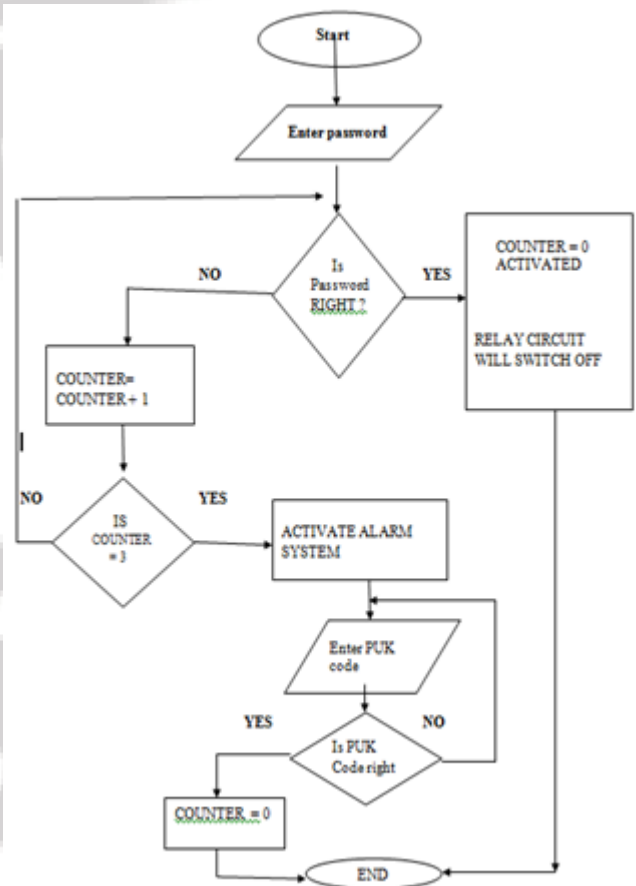 Start
Enter password
Is
Password
RIGHT ?
NO
YES
COUNTER = 0
ACTIVATED
RELAY CIRCUIT
WILL SWITCH OFF
COUNTER=
COUNTER + 1
NO
YES
IS
COUNTER
= 3
ACTIVATE ALARM
SYSTEM
Enter PUK
code
YES
NO
Is PUK
Code right
COUNTER = 0
END